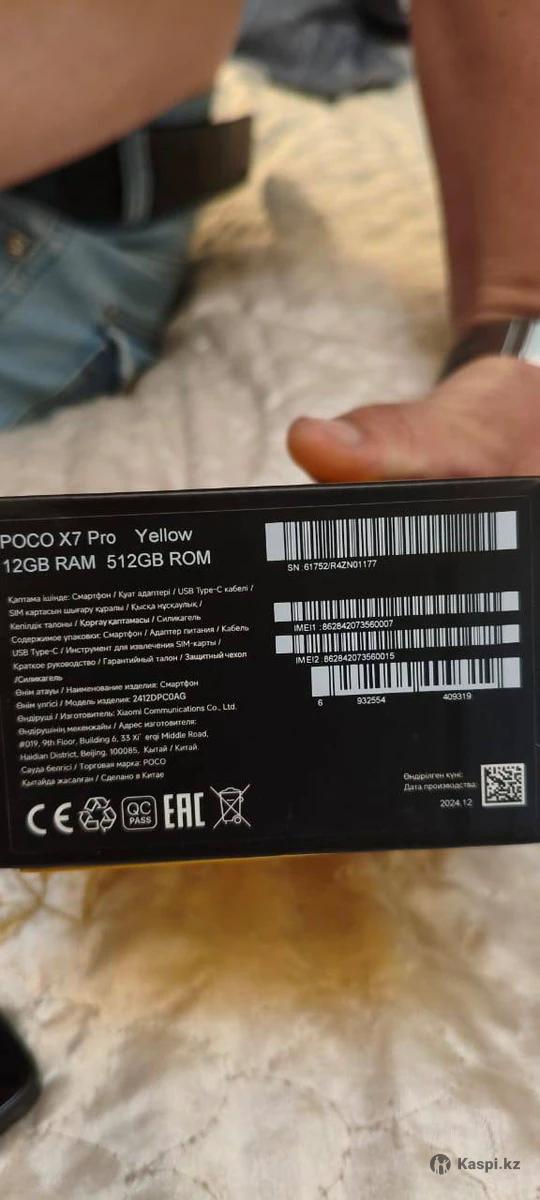 POCO X7 Pro Yellow
12GB RAM 512GB ROM
Қаптама ішінде: Смартфон / Қуат адаптері / USB Type-C кабелі /
SIM картасын шығару құралы / Қысқа нұсқаулық /
Кепілдік талоны / Қорғау қаптамасы / Силикагель
Содержимое упаковки: Смартфон / Адаптер питания / Кабель
USB Type-C / Инструмент для извлечения SIM-карты /
Краткое руководство / Гарантийный талон / Защитный чехол
/Силикагель
Өнім атауы / Наименование изделия: Смартфон
Өнім үлгісі / Модель изделия: 2412DPC0AG
Өндіруші / Изготовитель: Xiaomi Communications Co., Ltd.
Өндірушінің мекенжайы / Адрес изготовителя:
#019, 9th Floor, Building 6, 33 Xi' erqi Middle Road,
Haidian District, Beijing, 100085, Қытай / Китай.
Сауда белгісі / Торговая марка: POCO
Қытайда жасалған / Сделано в Китае
CE
QC
PASS
EAC
SN :61752/R4ZN01177
IMEI1 :862842073560007
IMEI2 :862842073560015
6 932554 409319
Өндірілген күні:
Дата производства:
2024.12
Kaspi.kz